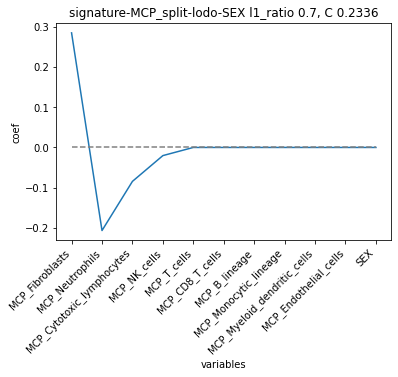 signature-MCP_split-lodo-SEX l1_ratio 0.7, C 0.2336
0.3
0.2
0.1
0.0
−0.1
−0.2
coef
MCP_Fibroblasts
MCP_Neutrophils
MCP_Cytotoxic_lymphocytes
MCP_NK_cells
MCP_T_cells
MCP_CD8_T_cells
MCP_B_lineage
MCP_Monocytic_lineage
MCP_Myeloid_dendritic_cells
MCP_Endothelial_cells
SEX
variables